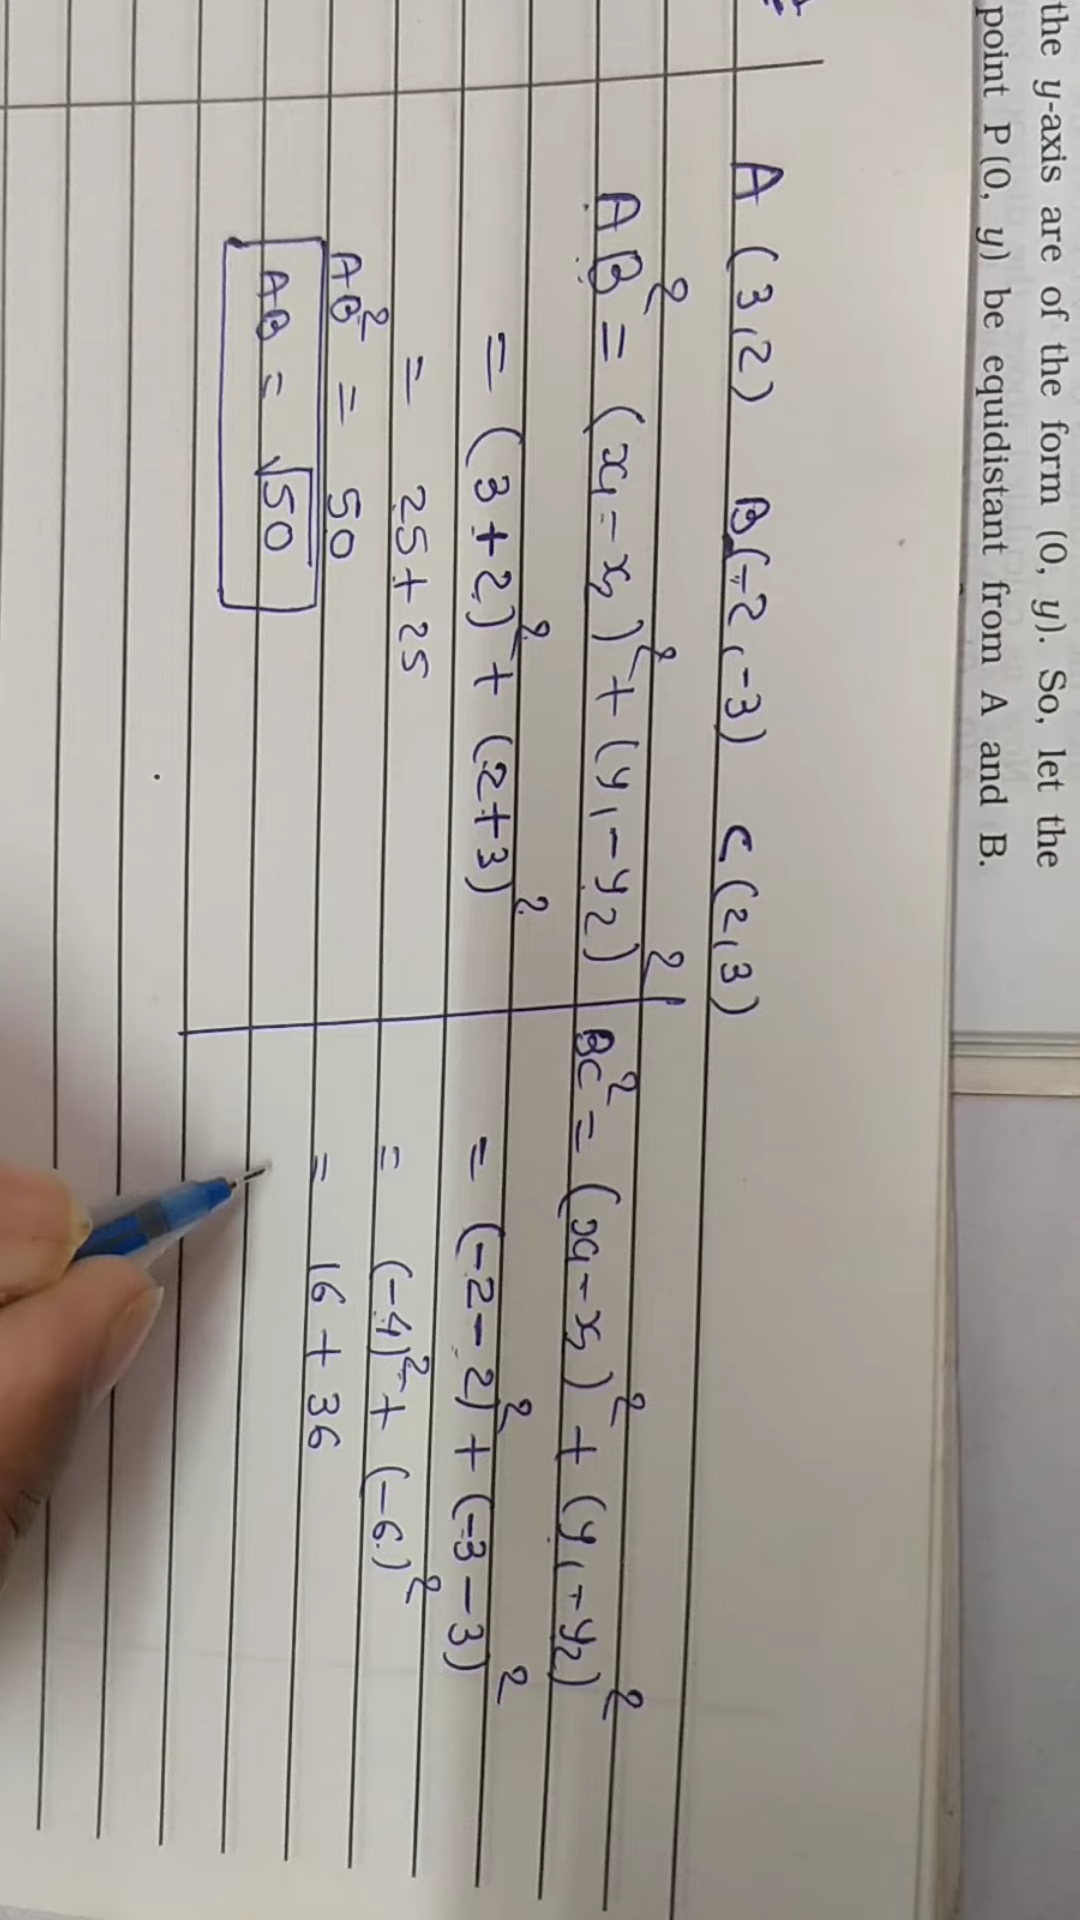 the y-axis are of the form (0, y). So, let the
point P(0, y) be equidistant from A and B.
A (3,2) B(-2,-3) C(2,3)
AB² = (x₁-x₂)² + (y₁-y₂)²
= (3+2)² + (2+3)²
= 25+25
AB² = 50
AB = √50
BC² = (x₁-x₂)² + (y₁-y₂)²
= (-2-2)² + (-3-3)²
= (-4)² + (-6)²
= 16 + 36